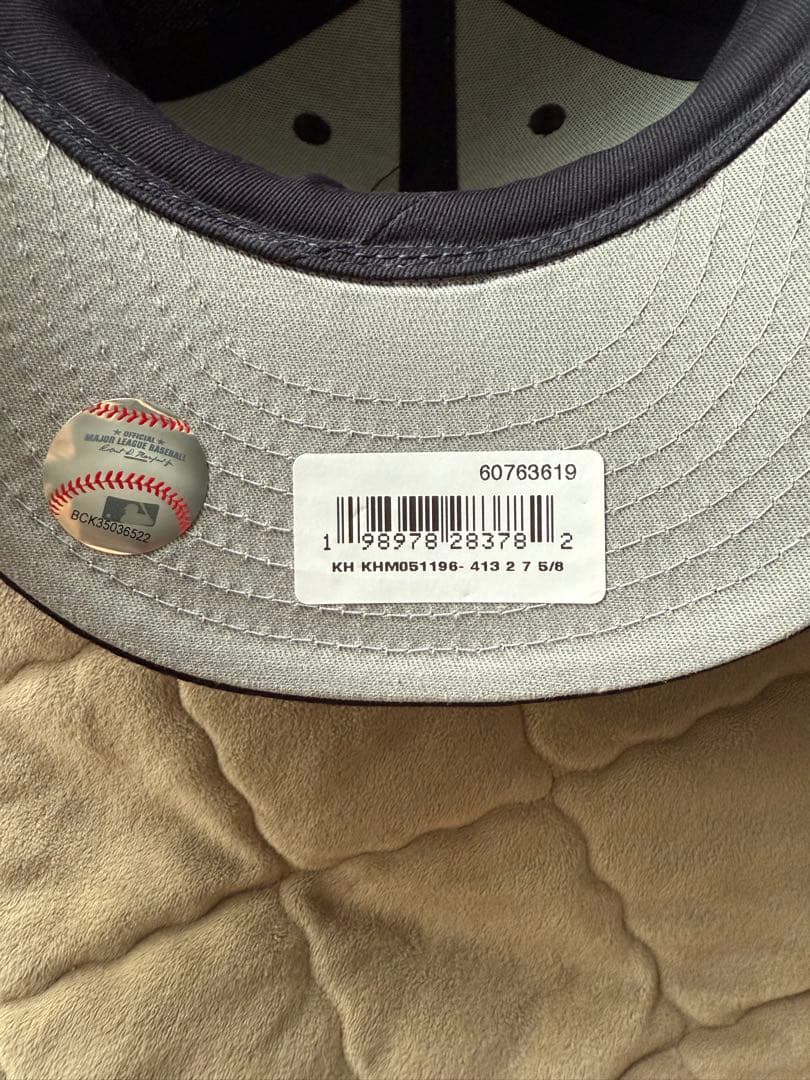 ★ OFFICIAL ★
MAJOR LEAGUE BASEBALL
BCK35036522
60763619
1 98978 28378 2
KH KHM051196- 413 2 7 5/8